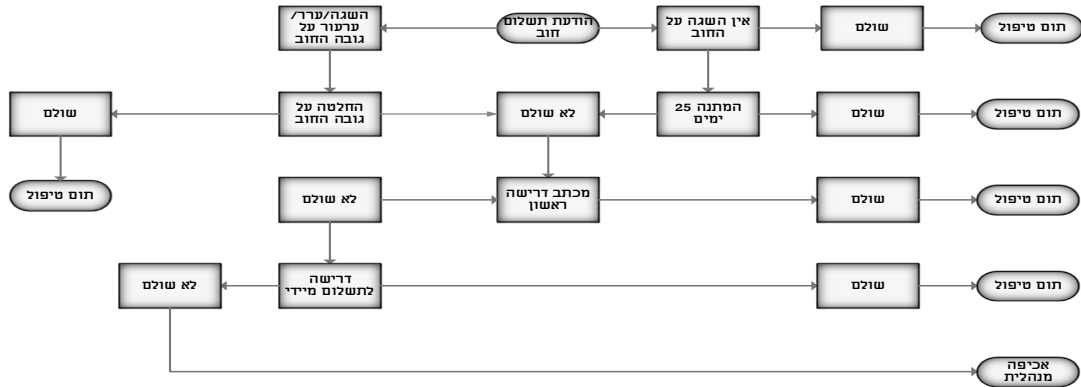 תום טיפול
שולם
אין השגה על
החוב
הודעת תשלום
חוב
השגה/ערר/
ערעור על
גובה החוב
תום טיפול
שולם
המתנה 25
ימים
לא שולם
החלטה על
גובה החוב
שולם
תום טיפול
שולם
מכתב דרישה
ראשון
לא שולם
תום טיפול
תום טיפול
שולם
דרישה
לתשלום מיידי
לא שולם
אכיפה
מנהלית